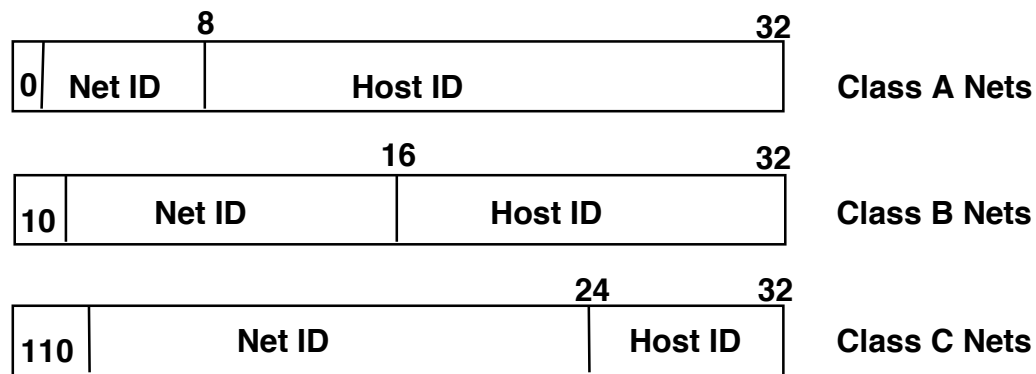 8 32
0 Net ID Host ID Class A Nets
16 32
10 Net ID Host ID Class B Nets
24 32
110 Net ID Host ID Class C Nets